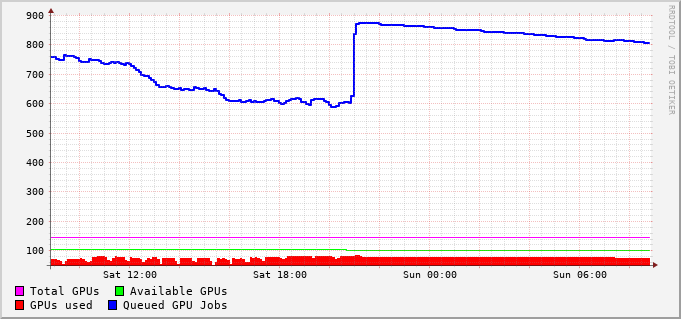 900
800
700
600
500
400
300
200
100
Sat 12:00 Sat 18:00 Sun 00:00 Sun 06:00
Total GPUs Available GPUs
GPUs used Queued GPU Jobs
RRDTOOL / TOBI OETIKER